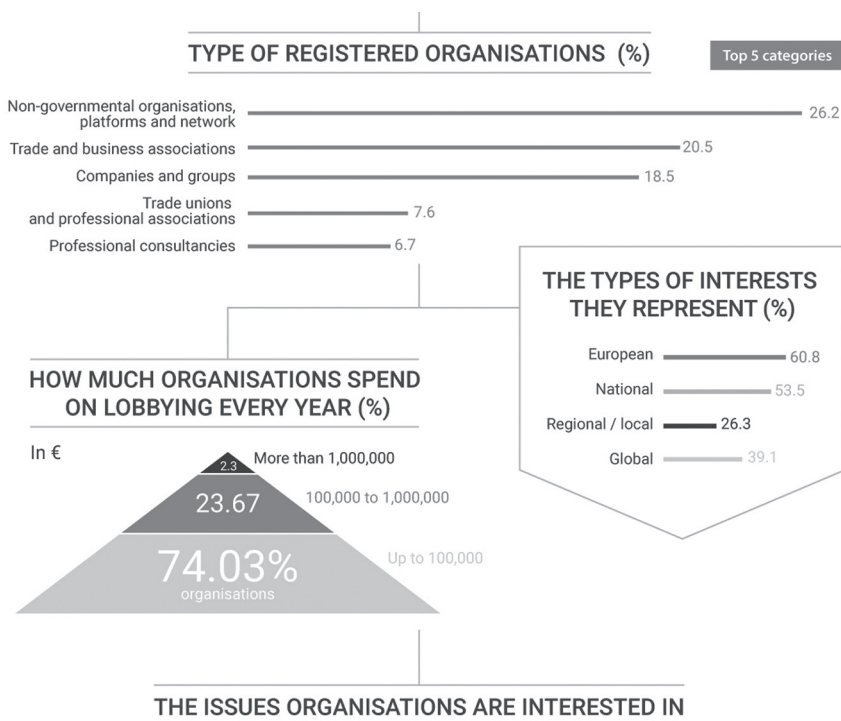 TYPE OF REGISTERED ORGANISATIONS (%)
Top 5 categories
Non-governmental organisations,
platforms and network
26.2
Trade and business associations
20.5
Companies and groups
18.5
Trade unions
and professional associations
7.6
Professional consultancies
6.7
THE TYPES OF INTERESTS
THEY REPRESENT (%)
European
60.8
National
53.5
Regional / local
26.3
Global
39.1
HOW MUCH ORGANISATIONS SPEND
ON LOBBYING EVERY YEAR (%)
In €
2.3
More than 1,000,000
23.67
100,000 to 1,000,000
74.03%
organisations
Up to 100,000
THE ISSUES ORGANISATIONS ARE INTERESTED IN